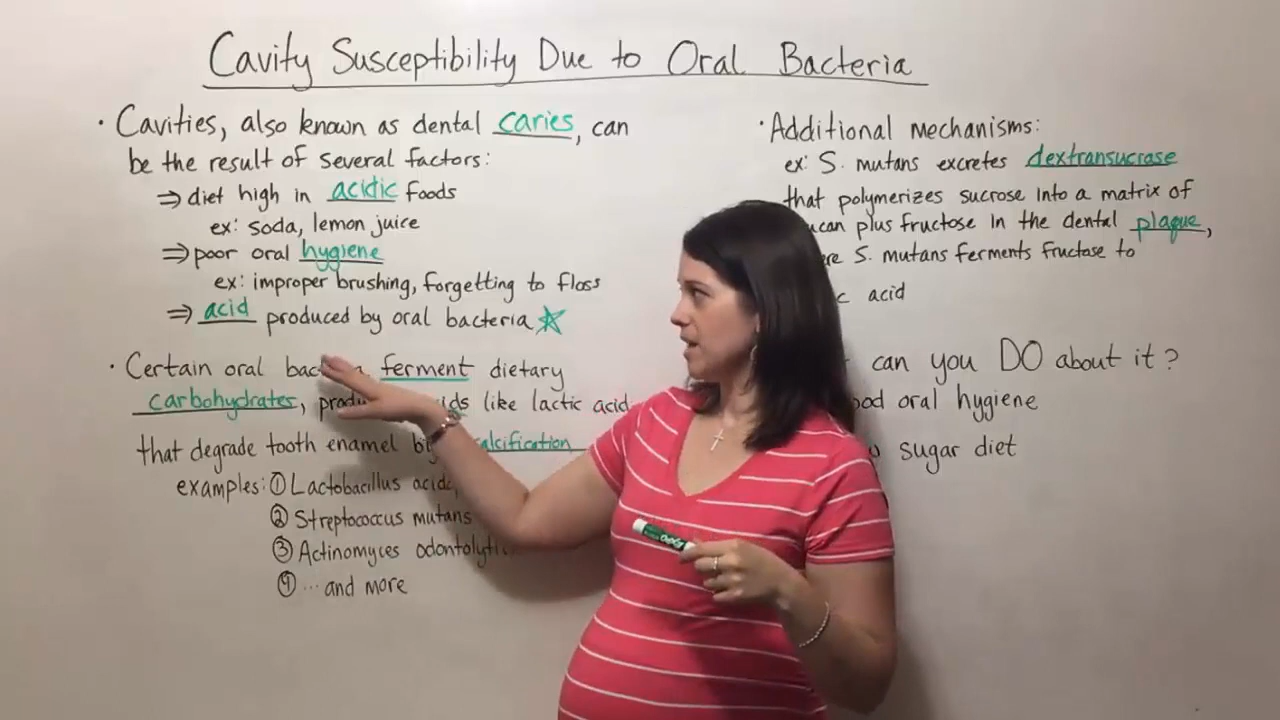 Cavity Susceptibility Due to Oral Bacteria
• Cavities, also known as dental caries, can
be the result of several factors:
⇒ diet high in acidic foods
ex: soda, lemon juice
⇒ poor oral hygiene
ex: improper brushing, forgetting to floss
⇒ acid produced by oral bacteria
• Certain oral ferment dietary
carbohydrates, like lactic acid
that degrade tooth enamel
examples: ① Lactobacillus
② Streptococcus mutans
③ Actinomyces
④ ... and more
• Additional mechanisms:
ex: S. mutans excretes dextransucrase
that polymerizes sucrose into a matrix of
plus fructose in the dental plaque,
S. mutans ferments fructose to
acid
can you DO about it?
oral hygiene
sugar diet
EXPO